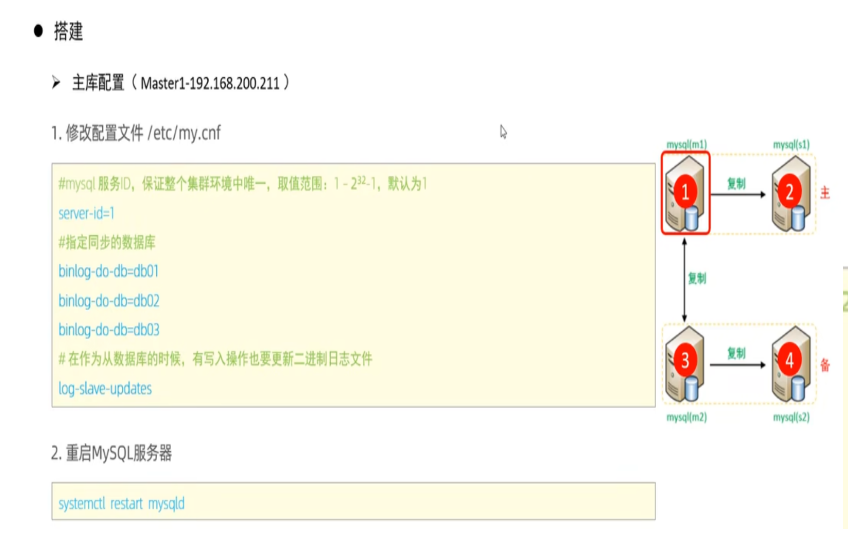 搭建
主库配置（ Master1-192.168.200.211 ）
1. 修改配置文件 /etc/my.cnf
#mysql 服务ID，保证整个集群环境中唯一，取值范围：1 - 2³²-1，默认为1
server-id=1
#指定同步的数据库
binlog-do-db=db01
binlog-do-db=db02
binlog-do-db=db03
# 在作为从数据库的时候，有写入操作也要更新二进制日志文件
log-slave-updates
2. 重启MySQL服务器
systemctl restart mysqld
mysql(m1)
mysql(s1)
1
复制
2
主
复制
3
复制
4
备
mysql(m2)
mysql(s2)